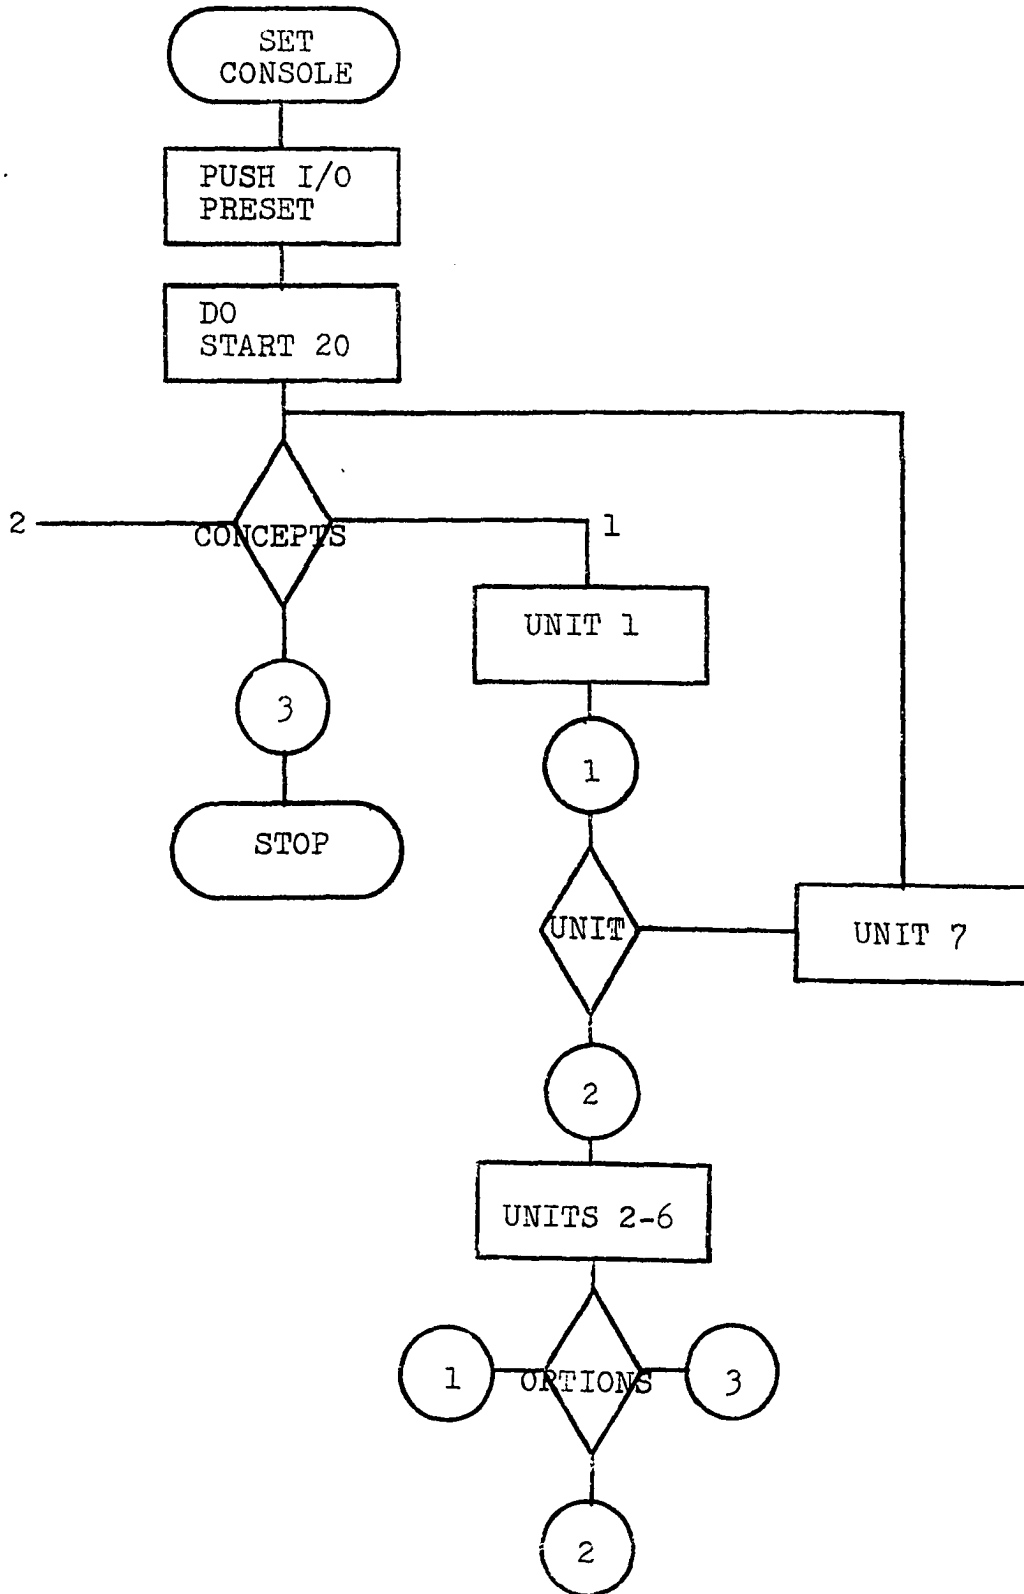 SET
CONSOLE
PUSH I/O
PRESET
DO
START 20
2
CONCEPTS
1
UNIT 1
3
1
STOP
UNIT
UNIT 7
2
UNITS 2-6
1
OPTIONS
3
2